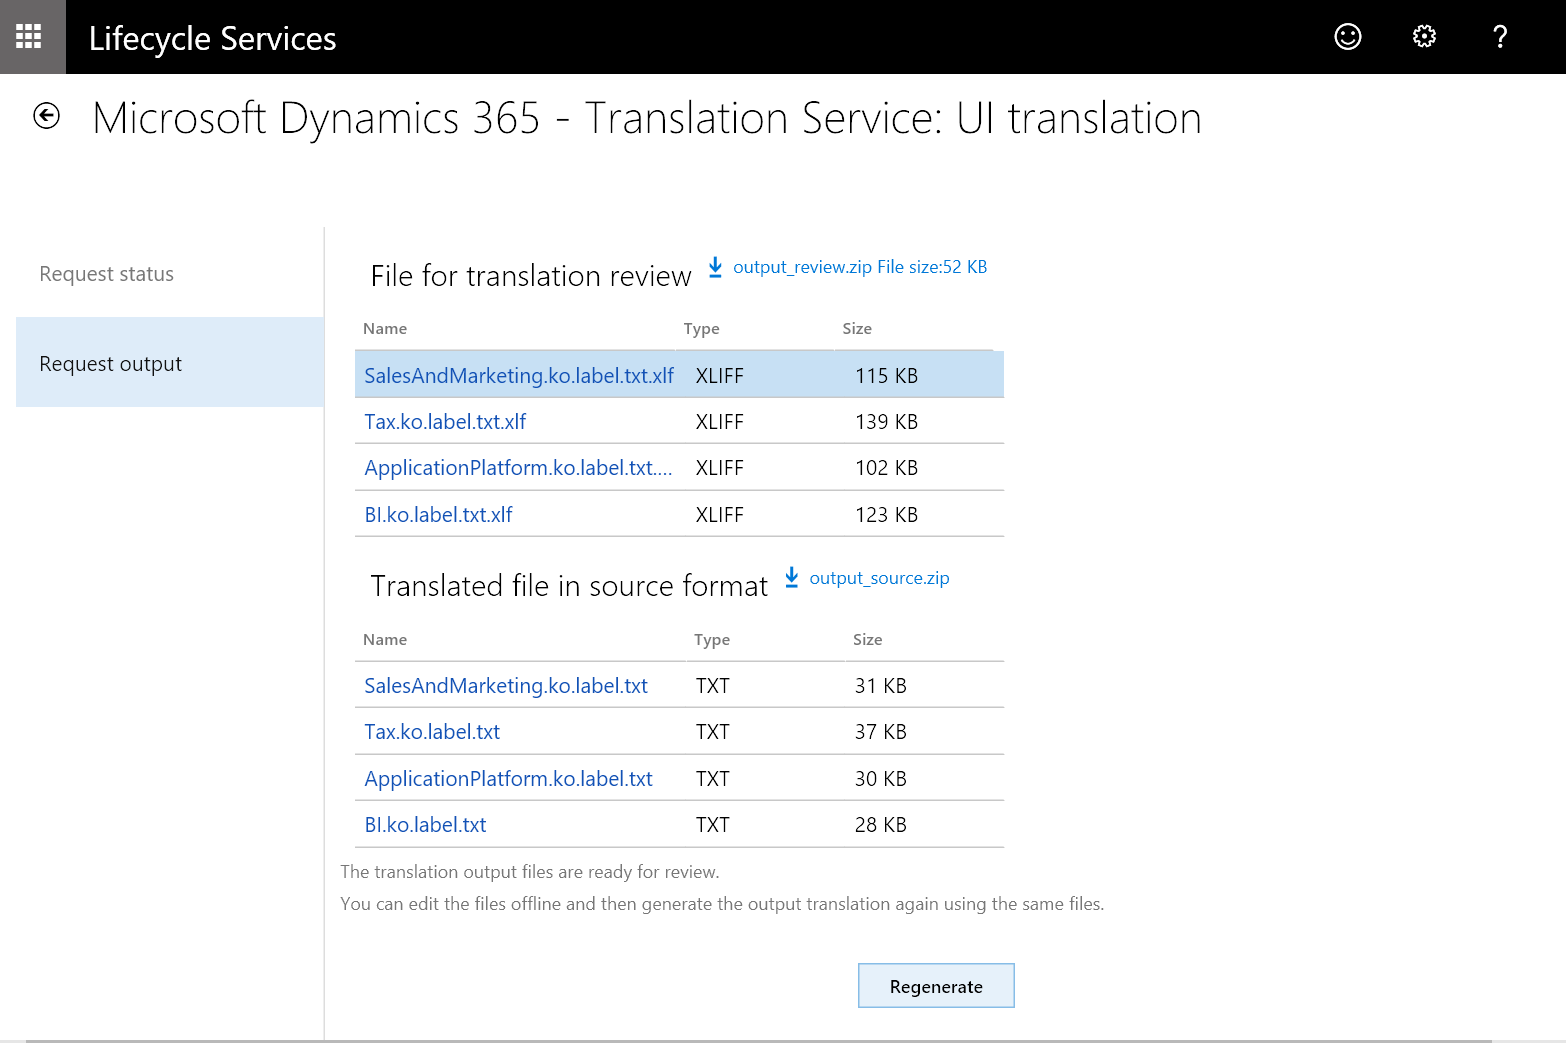 Lifecycle Services
?
Microsoft Dynamics 365 - Translation Service: UI translation
Request status
Request output
File for translation review output_review.zip File size:52 KB
Name Type Size
SalesAndMarketing.ko.label.txt.xlf XLIFF 115 KB
Tax.ko.label.txt.xlf XLIFF 139 KB
ApplicationPlatform.ko.label.txt.... XLIFF 102 KB
BI.ko.label.txt.xlf XLIFF 123 KB
Translated file in source format output_source.zip
Name Type Size
SalesAndMarketing.ko.label.txt TXT 31 KB
Tax.ko.label.txt TXT 37 KB
ApplicationPlatform.ko.label.txt TXT 30 KB
BI.ko.label.txt TXT 28 KB
The translation output files are ready for review.
You can edit the files offline and then generate the output translation again using the same files.
Regenerate